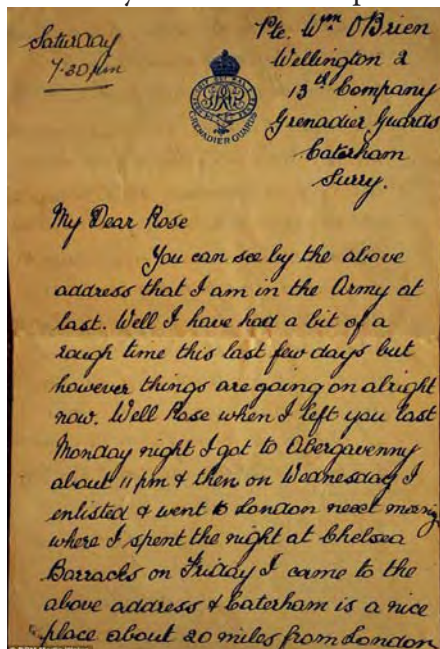 Saturday
7-30 pm
Pte. Wm O'Brien
Wellington 2
13th Company
Grenadier Guards
Caterham
Surry.
GRENADIER GUARDS
My Dear Rose
You can see by the above
address that I am in the Army at
last. Well I have had a bit of a
rough time this last few days but
however things are going on alright
now. Well Rose when I left you last
Monday night I got to Abergavenny
about 11 pm & then on Wednesday I
enlisted & went to London next morning
where I spent the night at Chelsea
Barracks on Friday I came to the
above address & Caterham is a nice
place about 20 miles from London